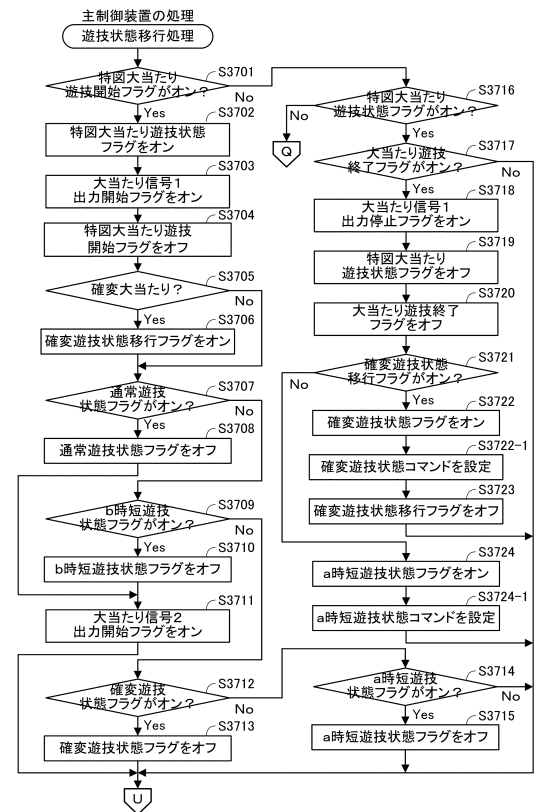 主制御装置の処理
遊技状態移行処理
特図大当たり
遊技開始フラグがオン？
S3701
Yes
No
S3702
特図大当たり遊技状態
フラグをオン
S3703
大当たり信号1
出力開始フラグをオン
S3704
特図大当たり遊技
開始フラグをオフ
S3705
確変大当たり？
No
Yes
S3706
確変遊技状態移行フラグをオン
S3707
通常遊技
状態フラグがオン？
No
Yes
S3708
通常遊技状態フラグをオフ
S3709
b時短遊技
状態フラグがオン？
No
Yes
S3710
b時短遊技状態フラグをオフ
S3711
大当たり信号2
出力開始フラグをオン
S3712
確変遊技
状態フラグがオン？
No
Yes
S3713
確変遊技状態フラグをオフ
U
S3716
特図大当たり
遊技状態フラグがオン？
No
Yes
Q
S3717
大当たり遊技
終了フラグがオン？
No
Yes
S3718
大当たり信号1
出力停止フラグをオン
S3719
特図大当たり
遊技状態フラグをオフ
S3720
大当たり遊技終了
フラグをオフ
S3721
確変遊技状態
移行フラグがオン？
No
Yes
S3722
確変遊技状態フラグをオン
S3722-1
確変遊技状態コマンドを設定
S3723
確変遊技状態移行フラグをオフ
S3724
a時短遊技状態フラグをオン
S3724-1
a時短遊技状態コマンドを設定
S3714
a時短遊技
状態フラグがオン？
No
Yes
S3715
a時短遊技状態フラグをオフ